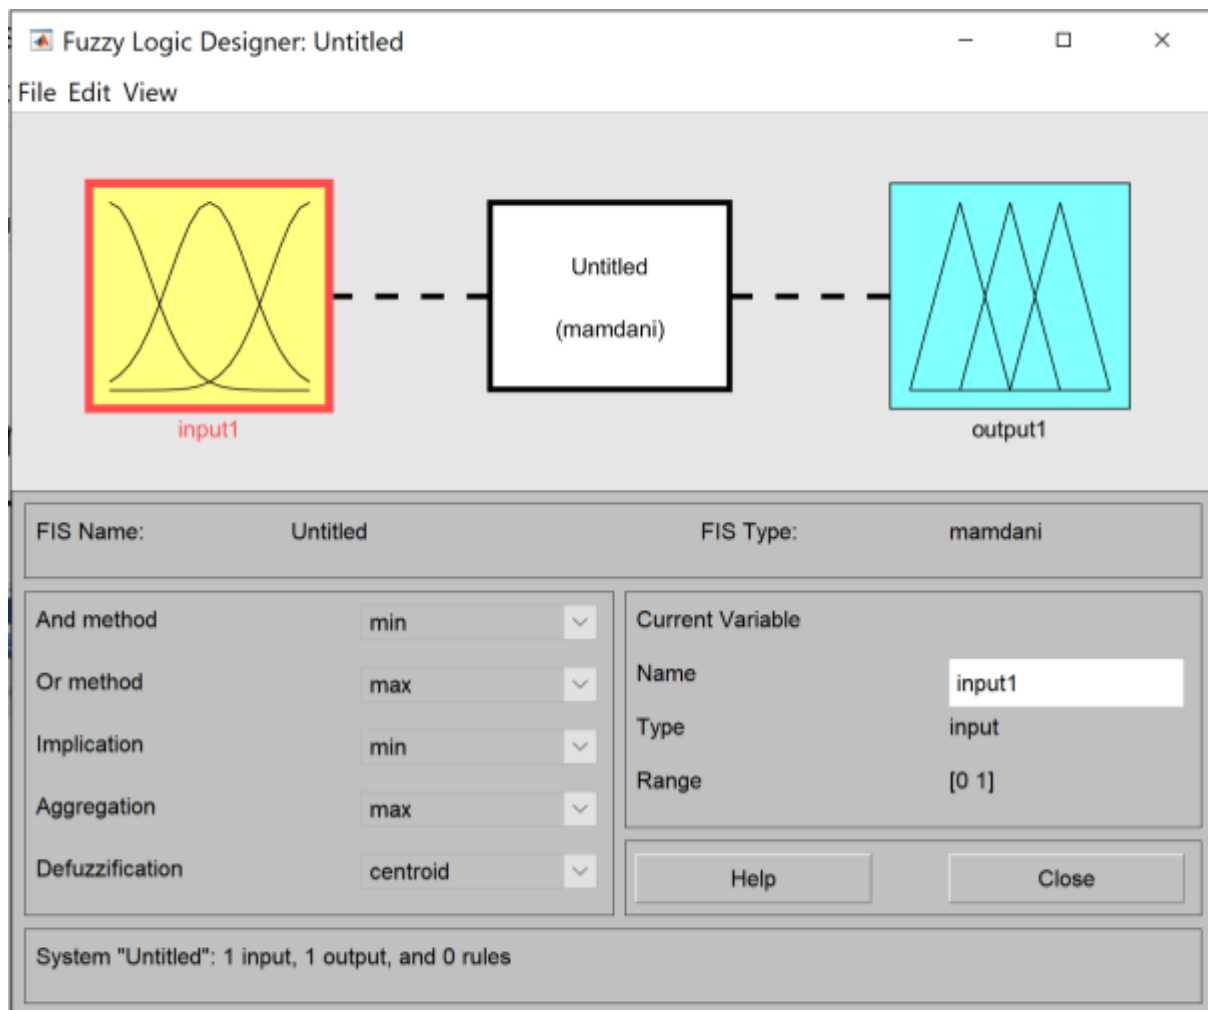 Fuzzy Logic Designer: Untitled
File Edit View
Untitled
(mamdani)
input1
output1
FIS Name: Untitled FIS Type: mamdani
And method min
Or method max
Implication min
Aggregation max
Defuzzification centroid
Current Variable
Name input1
Type input
Range [0 1]
Help Close
System "Untitled": 1 input, 1 output, and 0 rules